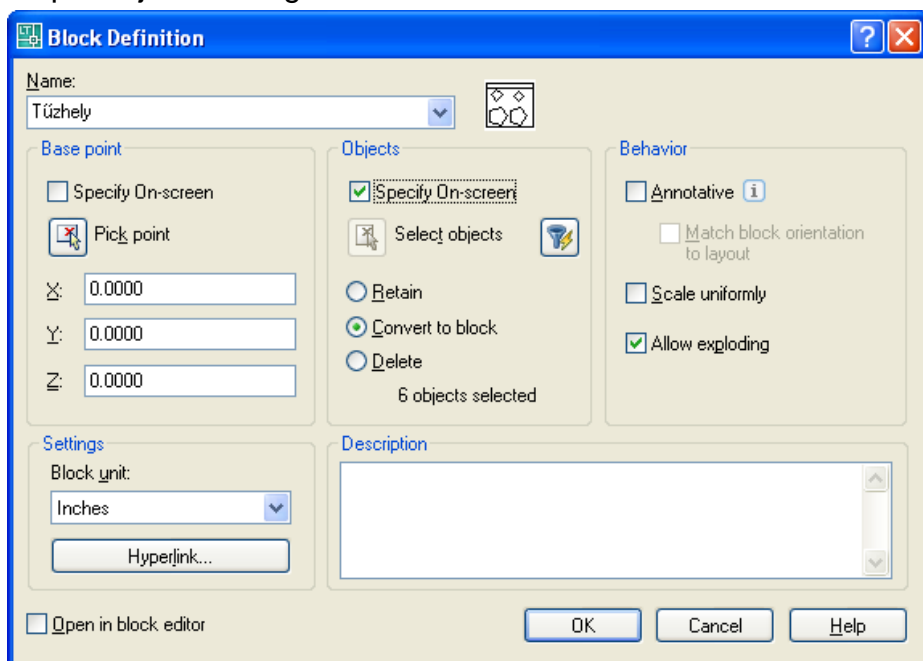 Block Definition
Name:
Tűzhely
Base point
Specify On-screen
Pick point
X: 0.0000
Y: 0.0000
Z: 0.0000
Objects
Specify On-screen
Select objects
Retain
Convert to block
Delete
6 objects selected
Behavior
Annotative
Match block orientation
to layout
Scale uniformly
Allow exploding
Settings
Block unit:
Inches
Hyperlink...
Description
Open in block editor
OK Cancel Help